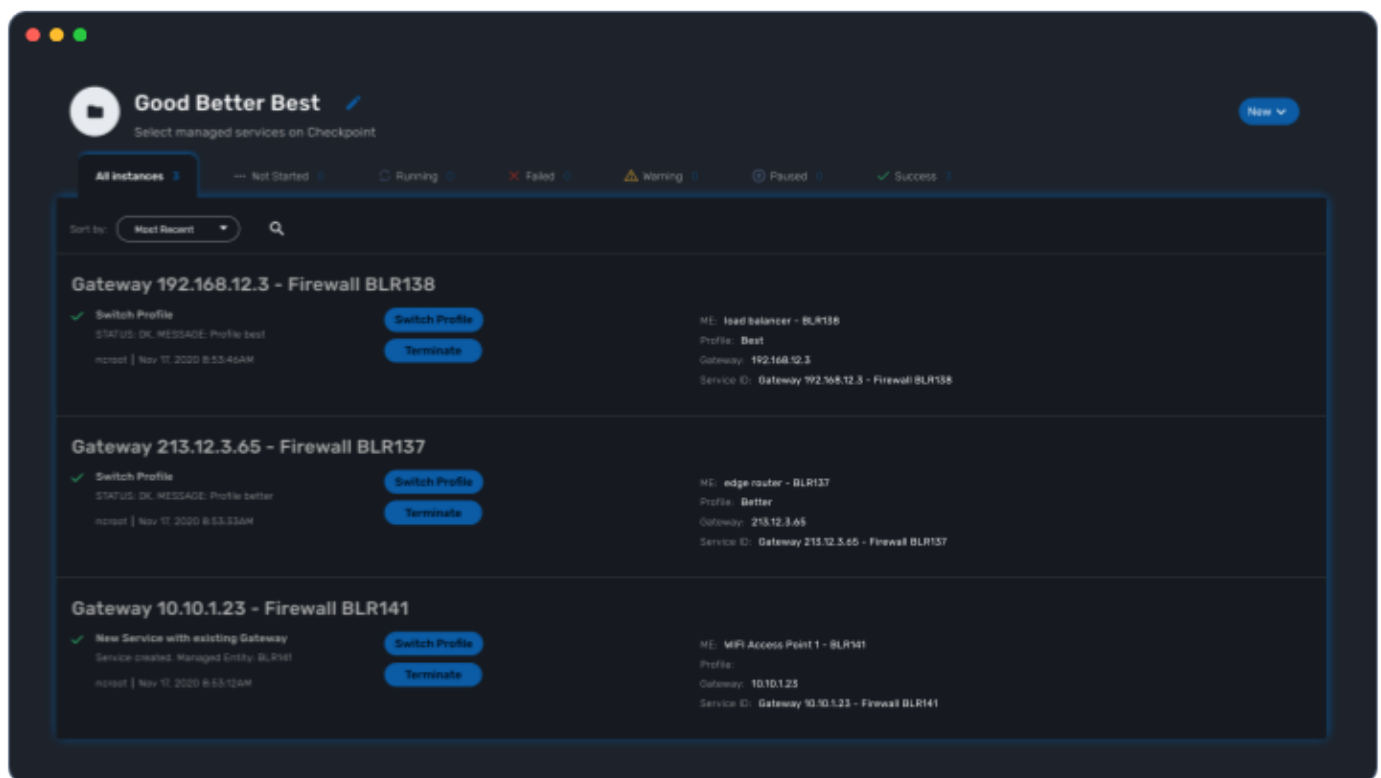 Good Better Best
New
Select managed services on Checkpoint
All instances 3 Not Started 0 Running 0 Failed 0 Warning 0 Paused 0 Success
Sort by: Most Recent
Gateway 192.168.12.3 - Firewall BLR138
Switch Profile
STATUS: OK, MESSAGE: Profile best
ncroot | Nov 17, 2020 8:53:46AM
Switch Profile
Terminate
ME: load balancer - BLR138
Profile: Best
Gateway: 192.168.12.3
Service ID: Gateway 192.168.12.3 - Firewall BLR138
Gateway 213.12.3.65 - Firewall BLR137
Switch Profile
STATUS: OK, MESSAGE: Profile better
ncroot | Nov 17, 2020 8:53:33AM
Switch Profile
Terminate
ME: edge router - BLR137
Profile: Better
Gateway: 213.12.3.65
Service ID: Gateway 213.12.3.65 - Firewall BLR137
Gateway 10.10.1.23 - Firewall BLR141
New Service with existing Gateway
Service created. Managed Entity: BLR141
ncroot | Nov 17, 2020 8:53:12AM
Switch Profile
Terminate
ME: WIFI Access Point 1 - BLR141
Profile:
Gateway: 10.10.1.23
Service ID: Gateway 10.10.1.23 - Firewall BLR141